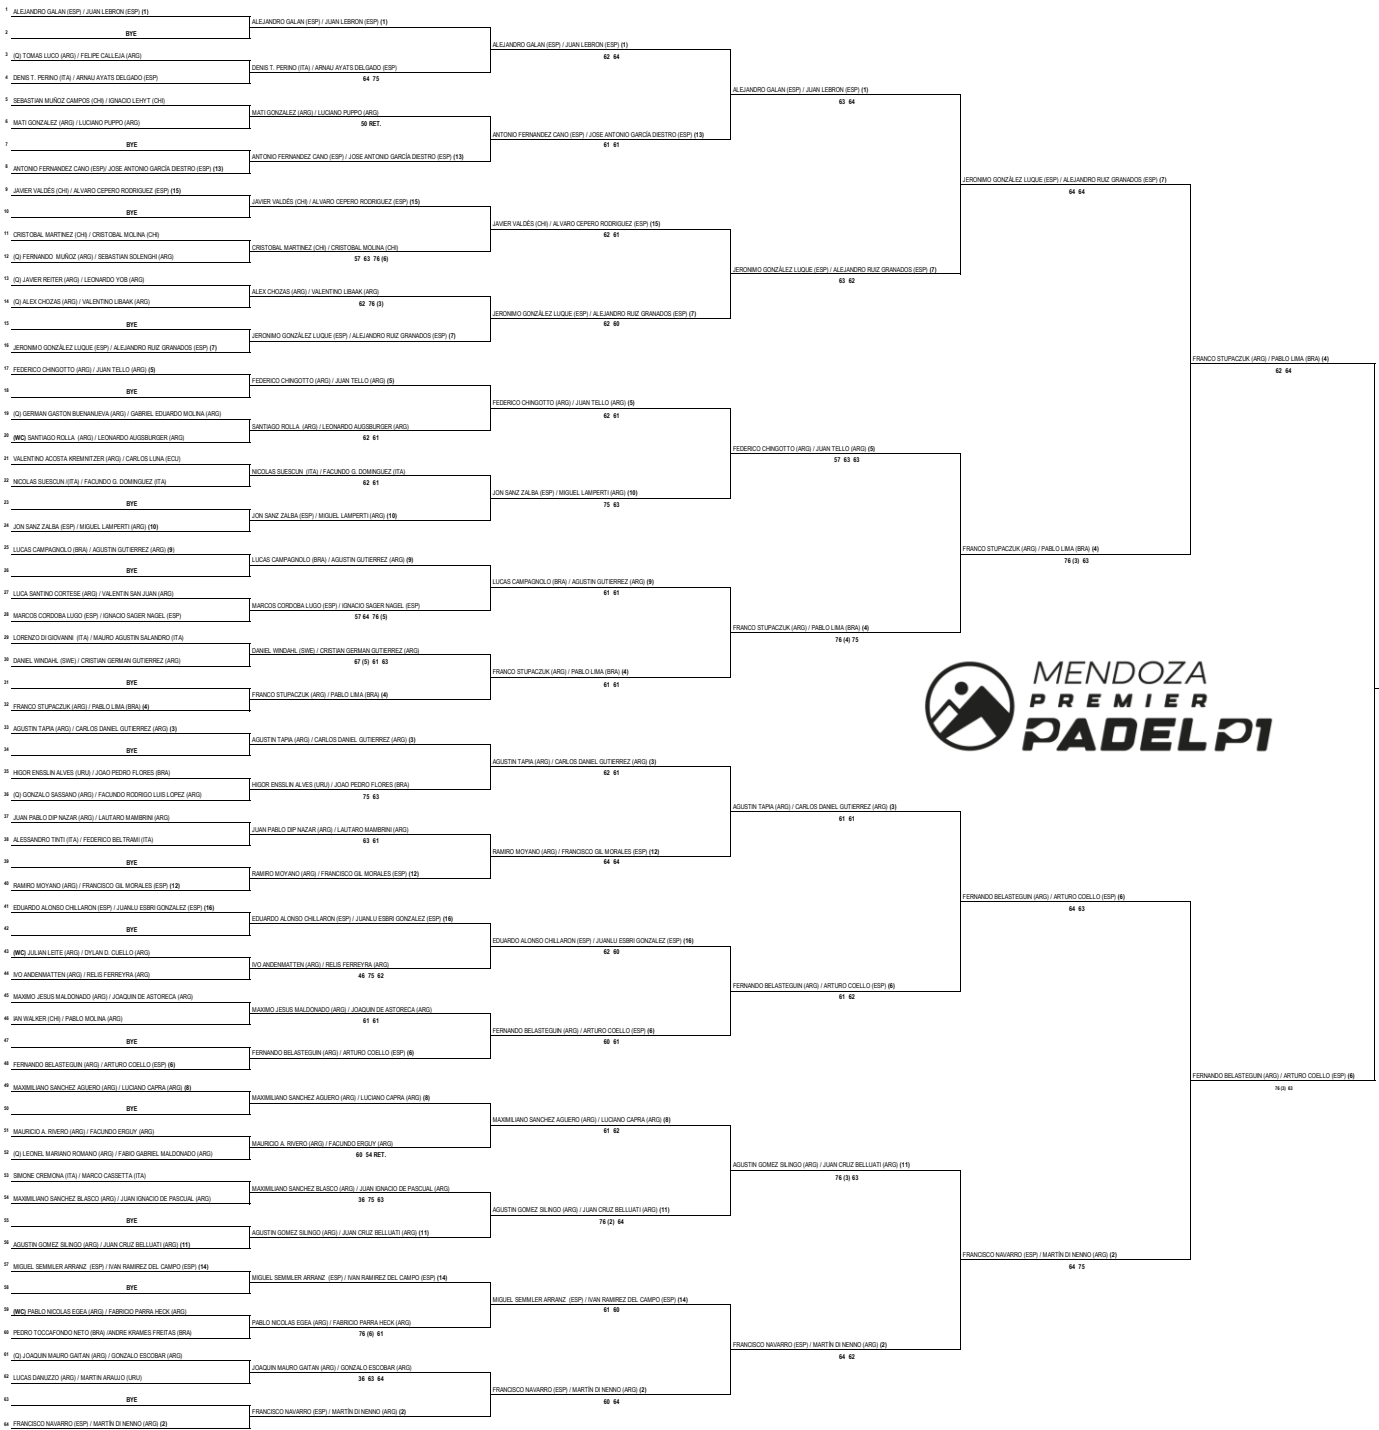 1 ALEJANDRO GALAN (ESP) / JUAN LEBRON (ESP) (1)
2 BYE
3 (Q) TOMAS LUCO (ARG) / FELIPE CALLEJA (ARG)
4 DENIS T. PERINO (ITA) / ARNAU AYATS DELGADO (ESP)
5 SEBASTIAN MUÑOZ CAMPOS (CHI) / IGNACIO LEHYT (CHI)
6 MATI GONZALEZ (ARG) / LUCIANO PUPPO (ARG)
7 BYE
8 ANTONIO FERNANDEZ CANO (ESP)/ JOSE ANTONIO GARCÍA DIESTRO (ESP) (13)
9 JAVIER VALDÉS (CHI) / ALVARO CEPERO RODRIGUEZ (ESP) (15)
10 BYE
11 CRISTOBAL MARTINEZ (CHI) / CRISTOBAL MOLINA (CHI)
12 (Q) FERNANDO MUÑOZ (ARG) / SEBASTIAN SOLENGHI (ARG)
13 (Q) JAVIER REITER (ARG) / LEONARDO YOB (ARG)
14 (Q) ALEX CHOZAS (ARG) / VALENTINO LIBAAK (ARG)
15 BYE
16 JERONIMO GONZÁLEZ LUQUE (ESP) / ALEJANDRO RUIZ GRANADOS (ESP) (7)
17 FEDERICO CHINGOTTO (ARG) / JUAN TELLO (ARG) (5)
18 BYE
19 (Q) GERMAN GASTON BUENANUEVA (ARG) / GABRIEL EDUARDO MOLINA (ARG)
20 (WC) SANTIAGO ROLLA (ARG) / LEONARDO AUGSBURGER (ARG)
21 VALENTINO ACOSTA KREMNITZER (ARG) / CARLOS LUNA (ECU)
22 NICOLAS SUESCUN /(ITA) / FACUNDO G. DOMINGUEZ (ITA)
23 BYE
24 JON SANZ ZALBA (ESP) / MIGUEL LAMPERTI (ARG) (10)
25 LUCAS CAMPAGNOLO (BRA) / AGUSTIN GUTIERREZ (ARG) (9)
26 BYE
27 LUCA SANTINO CORTESE (ARG) / VALENTIN SAN JUAN (ARG)
28 MARCOS CORDOBA LUGO (ESP) / IGNACIO SAGER NAGEL (ESP)
29 LORENZO DI GIOVANNI (ITA) / MAURO AGUSTIN SALANDRO (ITA)
30 DANIEL WINDAHL (SWE) / CRISTIAN GERMAN GUTIERREZ (ARG)
31 BYE
32 FRANCO STUPACZUK (ARG) / PABLO LIMA (BRA) (4)
33 AGUSTIN TAPIA (ARG) / CARLOS DANIEL GUTIERREZ (ARG) (3)
34 BYE
35 HIGOR ENSSLIN ALVES (URU) / JOAO PEDRO FLORES (BRA)
36 (Q) GONZALO SASSANO (ARG) / FACUNDO RODRIGO LUIS LOPEZ (ARG)
37 JUAN PABLO DIP NAZAR (ARG) / LAUTARO MAMBRINI (ARG)
38 ALESSANDRO TINTI (ITA) / FEDERICO BELTRAMI (ITA)
39 BYE
40 RAMIRO MOYANO (ARG) / FRANCISCO GIL MORALES (ESP) (12)
41 EDUARDO ALONSO CHILLARON (ESP) / JUANLU ESBRI GONZALEZ (ESP) (16)
42 BYE
43 (WC) JULIAN LEITE (ARG) / DYLAN D. CUELLO (ARG)
44 IVO ANDENMATTEN (ARG) / RELIS FERREYRA (ARG)
45 MAXIMO JESUS MALDONADO (ARG) / JOAQUIN DE ASTORECA (ARG)
46 IAN WALKER (CHI) / PABLO MOLINA (ARG)
47 BYE
48 FERNANDO BELASTEGUIN (ARG) / ARTURO COELLO (ESP) (6)
49 MAXIMILIANO SANCHEZ AGUERO (ARG) / LUCIANO CAPRA (ARG) (8)
50 BYE
51 MAURICIO A. RIVERO (ARG) / FACUNDO ERGUY (ARG)
52 (Q) LEONEL MARIANO ROMANO (ARG) / FABIO GABRIEL MALDONADO (ARG)
53 SIMONE CREMONA (ITA) / MARCO CASSETTA (ITA)
54 MAXIMILIANO SANCHEZ BLASCO (ARG) / JUAN IGNACIO DE PASCUAL (ARG)
55 BYE
56 AGUSTIN GOMEZ SILINGO (ARG) / JUAN CRUZ BELLUATI (ARG) (11)
57 MIGUEL SEMMLER ARRANZ (ESP) / IVAN RAMIREZ DEL CAMPO (ESP) (14)
58 BYE
59 (WC) PABLO NICOLAS EGEA (ARG) / FABRICIO PARRA HECK (ARG)
60 PEDRO TOCCAFONDO NETO (BRA) /ANDRE KRAMES FREITAS (BRA)
61 (Q) JOAQUIN MAURO GAITAN (ARG) / GONZALO ESCOBAR (ARG)
62 LUCAS DANUZZO (ARG) / MARTIN ARAUJO (URU)
63 BYE
64 FRANCISCO NAVARRO (ESP) / MARTÍN DI NENNO (ARG) (2)
ALEJANDRO GALAN (ESP) / JUAN LEBRON (ESP) (1)
DENIS T. PERINO (ITA) / ARNAU AYATS DELGADO (ESP)
64 75
MATI GONZALEZ (ARG) / LUCIANO PUPPO (ARG)
50 RET.
ANTONIO FERNANDEZ CANO (ESP) / JOSE ANTONIO GARCÍA DIESTRO (ESP) (13)
JAVIER VALDÉS (CHI) / ALVARO CEPERO RODRIGUEZ (ESP) (15)
CRISTOBAL MARTINEZ (CHI) / CRISTOBAL MOLINA (CHI)
57 63 76 (6)
ALEX CHOZAS (ARG) / VALENTINO LIBAAK (ARG)
62 76 (3)
JERONIMO GONZÁLEZ LUQUE (ESP) / ALEJANDRO RUIZ GRANADOS (ESP) (7)
FEDERICO CHINGOTTO (ARG) / JUAN TELLO (ARG) (5)
SANTIAGO ROLLA (ARG) / LEONARDO AUGSBURGER (ARG)
62 61
NICOLAS SUESCUN (ITA) / FACUNDO G. DOMINGUEZ (ITA)
62 61
JON SANZ ZALBA (ESP) / MIGUEL LAMPERTI (ARG) (10)
LUCAS CAMPAGNOLO (BRA) / AGUSTIN GUTIERREZ (ARG) (9)
MARCOS CORDOBA LUGO (ESP) / IGNACIO SAGER NAGEL (ESP)
57 64 76 (5)
DANIEL WINDAHL (SWE) / CRISTIAN GERMAN GUTIERREZ (ARG)
67 (5) 61 63
FRANCO STUPACZUK (ARG) / PABLO LIMA (BRA) (4)
AGUSTIN TAPIA (ARG) / CARLOS DANIEL GUTIERREZ (ARG) (3)
HIGOR ENSSLIN ALVES (URU) / JOAO PEDRO FLORES (BRA)
75 63
JUAN PABLO DIP NAZAR (ARG) / LAUTARO MAMBRINI (ARG)
63 61
RAMIRO MOYANO (ARG) / FRANCISCO GIL MORALES (ESP) (12)
EDUARDO ALONSO CHILLARON (ESP) / JUANLU ESBRI GONZALEZ (ESP) (16)
IVO ANDENMATTEN (ARG) / RELIS FERREYRA (ARG)
46 75 62
MAXIMO JESUS MALDONADO (ARG) / JOAQUIN DE ASTORECA (ARG)
61 61
FERNANDO BELASTEGUIN (ARG) / ARTURO COELLO (ESP) (6)
MAXIMILIANO SANCHEZ AGUERO (ARG) / LUCIANO CAPRA (ARG) (8)
MAURICIO A. RIVERO (ARG) / FACUNDO ERGUY (ARG)
60 54 RET.
MAXIMILIANO SANCHEZ BLASCO (ARG) / JUAN IGNACIO DE PASCUAL (ARG)
36 75 63
AGUSTIN GOMEZ SILINGO (ARG) / JUAN CRUZ BELLUATI (ARG) (11)
MIGUEL SEMMLER ARRANZ (ESP) / IVAN RAMIREZ DEL CAMPO (ESP) (14)
PABLO NICOLAS EGEA (ARG) / FABRICIO PARRA HECK (ARG)
76 (6) 61
JOAQUIN MAURO GAITAN (ARG) / GONZALO ESCOBAR (ARG)
36 63 64
FRANCISCO NAVARRO (ESP) / MARTÍN DI NENNO (ARG) (2)
ALEJANDRO GALAN (ESP) / JUAN LEBRON (ESP) (1)
62 64
ANTONIO FERNANDEZ CANO (ESP) / JOSE ANTONIO GARCÍA DIESTRO (ESP) (13)
61 61
JAVIER VALDÉS (CHI) / ALVARO CEPERO RODRIGUEZ (ESP) (15)
62 61
JERONIMO GONZÁLEZ LUQUE (ESP) / ALEJANDRO RUIZ GRANADOS (ESP) (7)
62 60
FEDERICO CHINGOTTO (ARG) / JUAN TELLO (ARG) (5)
62 61
JON SANZ ZALBA (ESP) / MIGUEL LAMPERTI (ARG) (10)
75 63
LUCAS CAMPAGNOLO (BRA) / AGUSTIN GUTIERREZ (ARG) (9)
61 61
FRANCO STUPACZUK (ARG) / PABLO LIMA (BRA) (4)
61 61
AGUSTIN TAPIA (ARG) / CARLOS DANIEL GUTIERREZ (ARG) (3)
62 61
RAMIRO MOYANO (ARG) / FRANCISCO GIL MORALES (ESP) (12)
64 64
EDUARDO ALONSO CHILLARON (ESP) / JUANLU ESBRI GONZALEZ (ESP) (16)
62 60
FERNANDO BELASTEGUIN (ARG) / ARTURO COELLO (ESP) (6)
60 61
MAXIMILIANO SANCHEZ AGUERO (ARG) / LUCIANO CAPRA (ARG) (8)
61 62
AGUSTIN GOMEZ SILINGO (ARG) / JUAN CRUZ BELLUATI (ARG) (11)
76 (2) 64
MIGUEL SEMMLER ARRANZ (ESP) / IVAN RAMIREZ DEL CAMPO (ESP) (14)
61 60
FRANCISCO NAVARRO (ESP) / MARTÍN DI NENNO (ARG) (2)
60 64
ALEJANDRO GALAN (ESP) / JUAN LEBRON (ESP) (1)
63 64
JERONIMO GONZÁLEZ LUQUE (ESP) / ALEJANDRO RUIZ GRANADOS (ESP) (7)
63 62
FEDERICO CHINGOTTO (ARG) / JUAN TELLO (ARG) (5)
57 63 63
FRANCO STUPACZUK (ARG) / PABLO LIMA (BRA) (4)
76 (4) 75
AGUSTIN TAPIA (ARG) / CARLOS DANIEL GUTIERREZ (ARG) (3)
61 61
FERNANDO BELASTEGUIN (ARG) / ARTURO COELLO (ESP) (6)
61 62
AGUSTIN GOMEZ SILINGO (ARG) / JUAN CRUZ BELLUATI (ARG) (11)
76 (3) 63
FRANCISCO NAVARRO (ESP) / MARTÍN DI NENNO (ARG) (2)
64 62
JERONIMO GONZÁLEZ LUQUE (ESP) / ALEJANDRO RUIZ GRANADOS (ESP) (7)
64 64
FRANCO STUPACZUK (ARG) / PABLO LIMA (BRA) (4)
76 (3) 63
FERNANDO BELASTEGUIN (ARG) / ARTURO COELLO (ESP) (6)
64 63
FRANCISCO NAVARRO (ESP) / MARTÍN DI NENNO (ARG) (2)
64 75
FRANCO STUPACZUK (ARG) / PABLO LIMA (BRA) (4)
62 64
FERNANDO BELASTEGUIN (ARG) / ARTURO COELLO (ESP) (6)
76 (3) 63
MENDOZA
PREMIER
PADEL P1